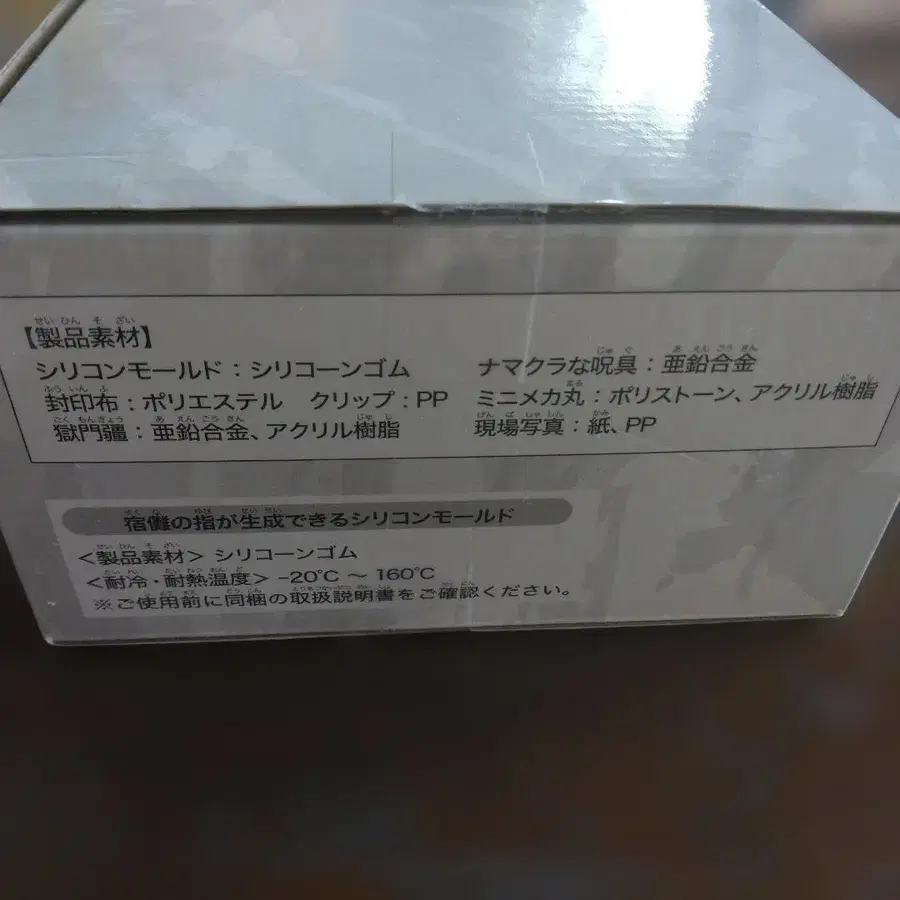 【製品素材】
シリコンモールド：シリコーンゴム
封印布：ポリエステル　クリップ：PP
獄門疆：亜鉛合金、アクリル樹脂
ナマクラな呪具：亜鉛合金
ミニメカ丸：ポリストーン、アクリル樹脂
現場写真：紙、PP
宿儺の指が生成できるシリコンモールド
＜製品素材＞ シリコーンゴム
＜耐冷・耐熱温度＞ -20℃ ～ 160℃
※ご使用前に同梱の取扱説明書をご確認ください。